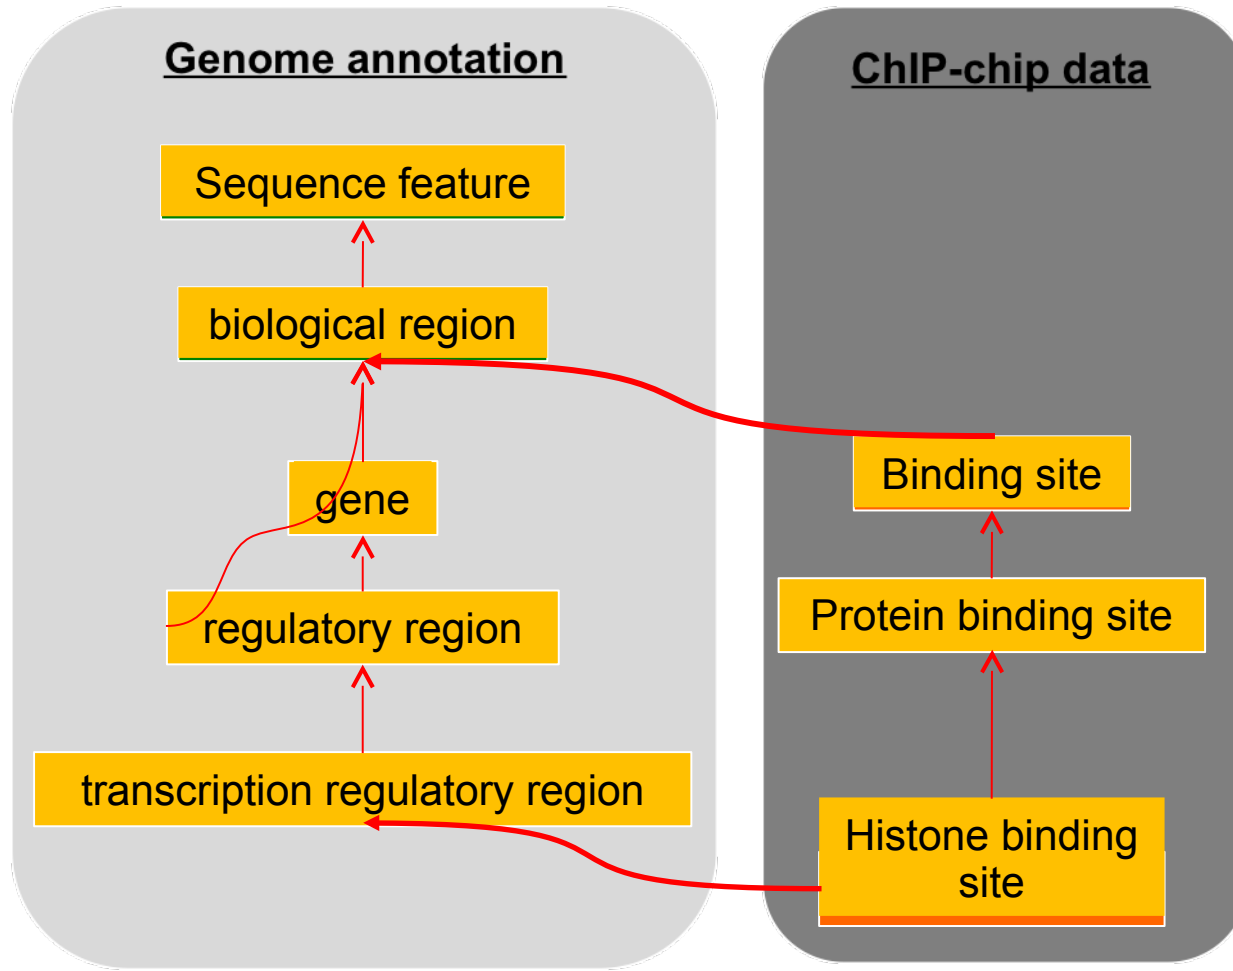 Genome annotation
Sequence feature
biological region
gene
regulatory region
transcription regulatory region
ChIP-chip data
Binding site
Protein binding site
Histone binding
site